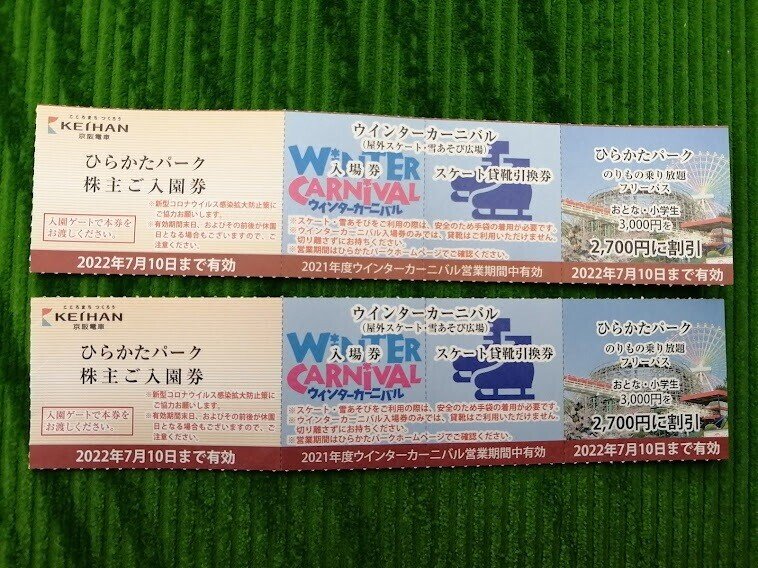 こころまち つくろう
KEIHAN
京阪電車
ひらかたパーク
株主ご入園券
入園ゲートで本券を
お渡しください。
※新型コロナウイルス感染拡大防止策に
ご協力お願いします。
※有効期間末日、およびその前後が休園
日となる場合もございますので、ご
注意ください。
2022年7月10日まで有効
ウインターカーニバル
(屋外スケート・雪あそび広場)
WINTER
CARNIVAL
ウインターカーニバル
入場券
スケート貸靴引換券
※スケート・雪あそびをご利用の際は、安全のため手袋の着用が必要です。
※ウインターカーニバル入場券のみでは、貸靴はご利用いただけません。
切り離さずにお持ちください。
※営業期間はひらかたパークホームページでご確認ください。
2021年度ウインターカーニバル営業期間中有効
ひらかたパーク
のりもの乗り放題
フリーパス
おとな・小学生
3,000円を
2,700円に割引
2022年7月10日まで有効
こころまち つくろう
KEIHAN
京阪電車
ひらかたパーク
株主ご入園券
入園ゲートで本券を
お渡しください。
※新型コロナウイルス感染拡大防止策に
ご協力お願いします。
※有効期間末日、およびその前後が休園
日となる場合もございますので、ご
注意ください。
2022年7月10日まで有効
ウインターカーニバル
(屋外スケート・雪あそび広場)
WINTER
CARNIVAL
ウインターカーニバル
入場券
スケート貸靴引換券
※スケート・雪あそびをご利用の際は、安全のため手袋の着用が必要です。
※ウインターカーニバル入場券のみでは、貸靴はご利用いただけません。
切り離さずにお持ちください。
※営業期間はひらかたパークホームページでご確認ください。
2021年度ウインターカーニバル営業期間中有効
ひらかたパーク
のりもの乗り放題
フリーパス
おとな・小学生
3,000円を
2,700円に割引
2022年7月10日まで有効